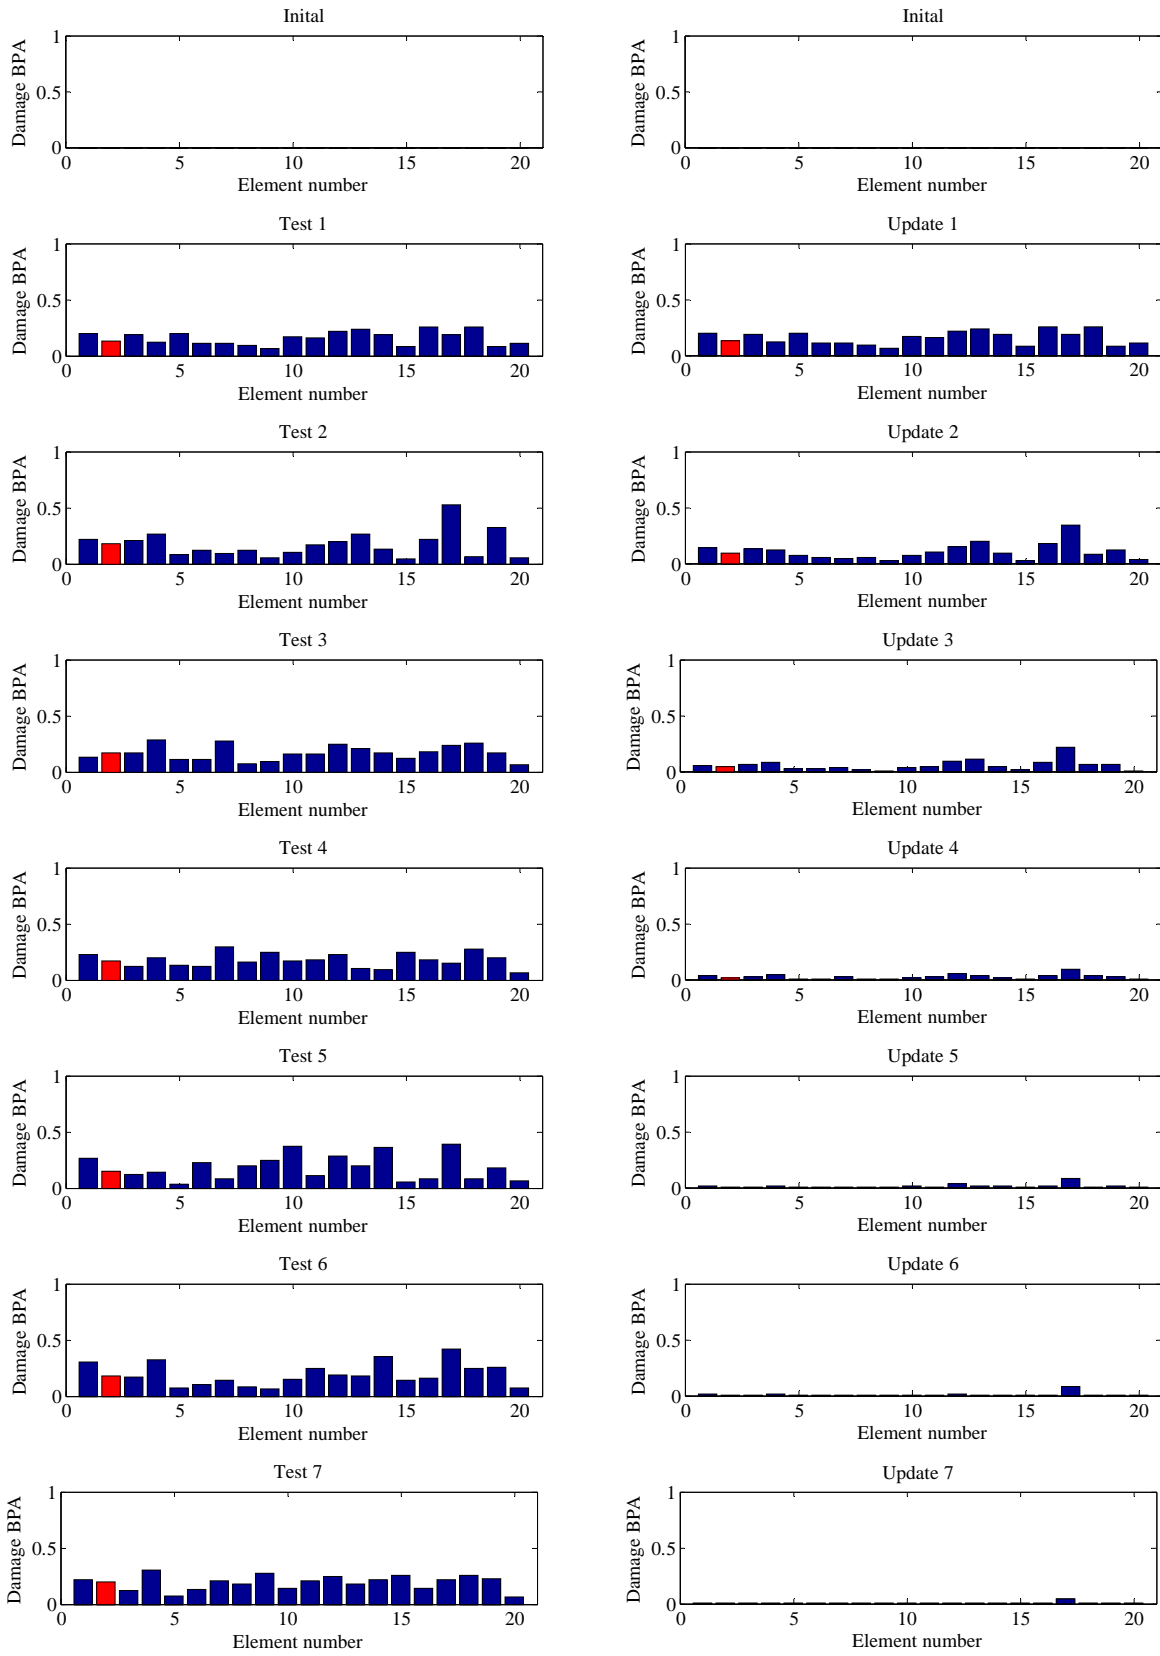 Inital
Damage BPA
1
0.5
0
0 5 10 15 20
Element number
Inital
Damage BPA
1
0.5
0
0 5 10 15 20
Element number
Test 1
Damage BPA
1
0.5
0
0 5 10 15 20
Element number
Update 1
Damage BPA
1
0.5
0
0 5 10 15 20
Element number
Test 2
Damage BPA
1
0.5
0
0 5 10 15 20
Element number
Update 2
Damage BPA
1
0.5
0
0 5 10 15 20
Element number
Test 3
Damage BPA
1
0.5
0
0 5 10 15 20
Element number
Update 3
Damage BPA
1
0.5
0
0 5 10 15 20
Element number
Test 4
Damage BPA
1
0.5
0
0 5 10 15 20
Element number
Update 4
Damage BPA
1
0.5
0
0 5 10 15 20
Element number
Test 5
Damage BPA
1
0.5
0
0 5 10 15 20
Element number
Update 5
Damage BPA
1
0.5
0
0 5 10 15 20
Element number
Test 6
Damage BPA
1
0.5
0
0 5 10 15 20
Element number
Update 6
Damage BPA
1
0.5
0
0 5 10 15 20
Element number
Test 7
Damage BPA
1
0.5
0
0 5 10 15 20
Element number
Update 7
Damage BPA
1
0.5
0
0 5 10 15 20
Element number